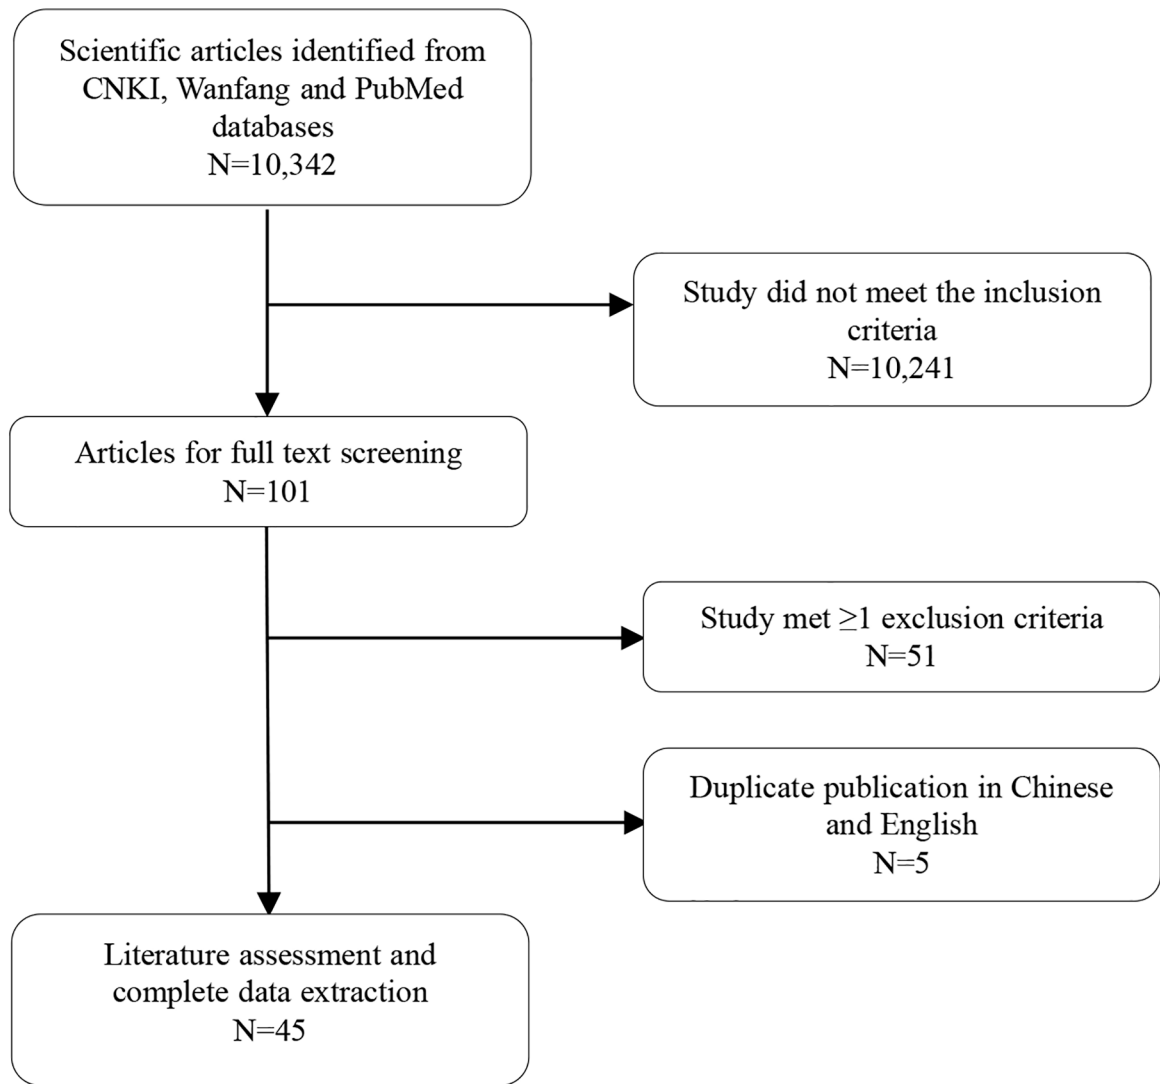 Scientific articles identified from
CNKI, Wanfang and PubMed
databases
N=10,342
Study did not meet the inclusion
criteria
N=10,241
Articles for full text screening
N=101
Study met ≥1 exclusion criteria
N=51
Duplicate publication in Chinese
and English
N=5
Literature assessment and
complete data extraction
N=45